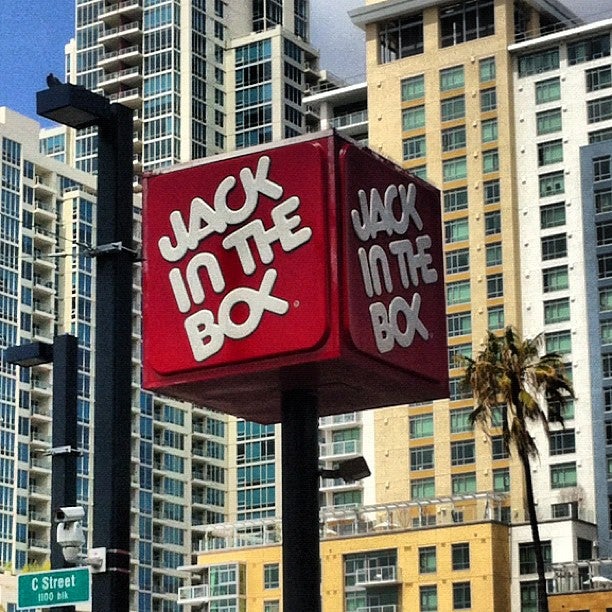 JACK
IN THE
BOX
JACK
IN THE
BOX
C Street
1100 blk